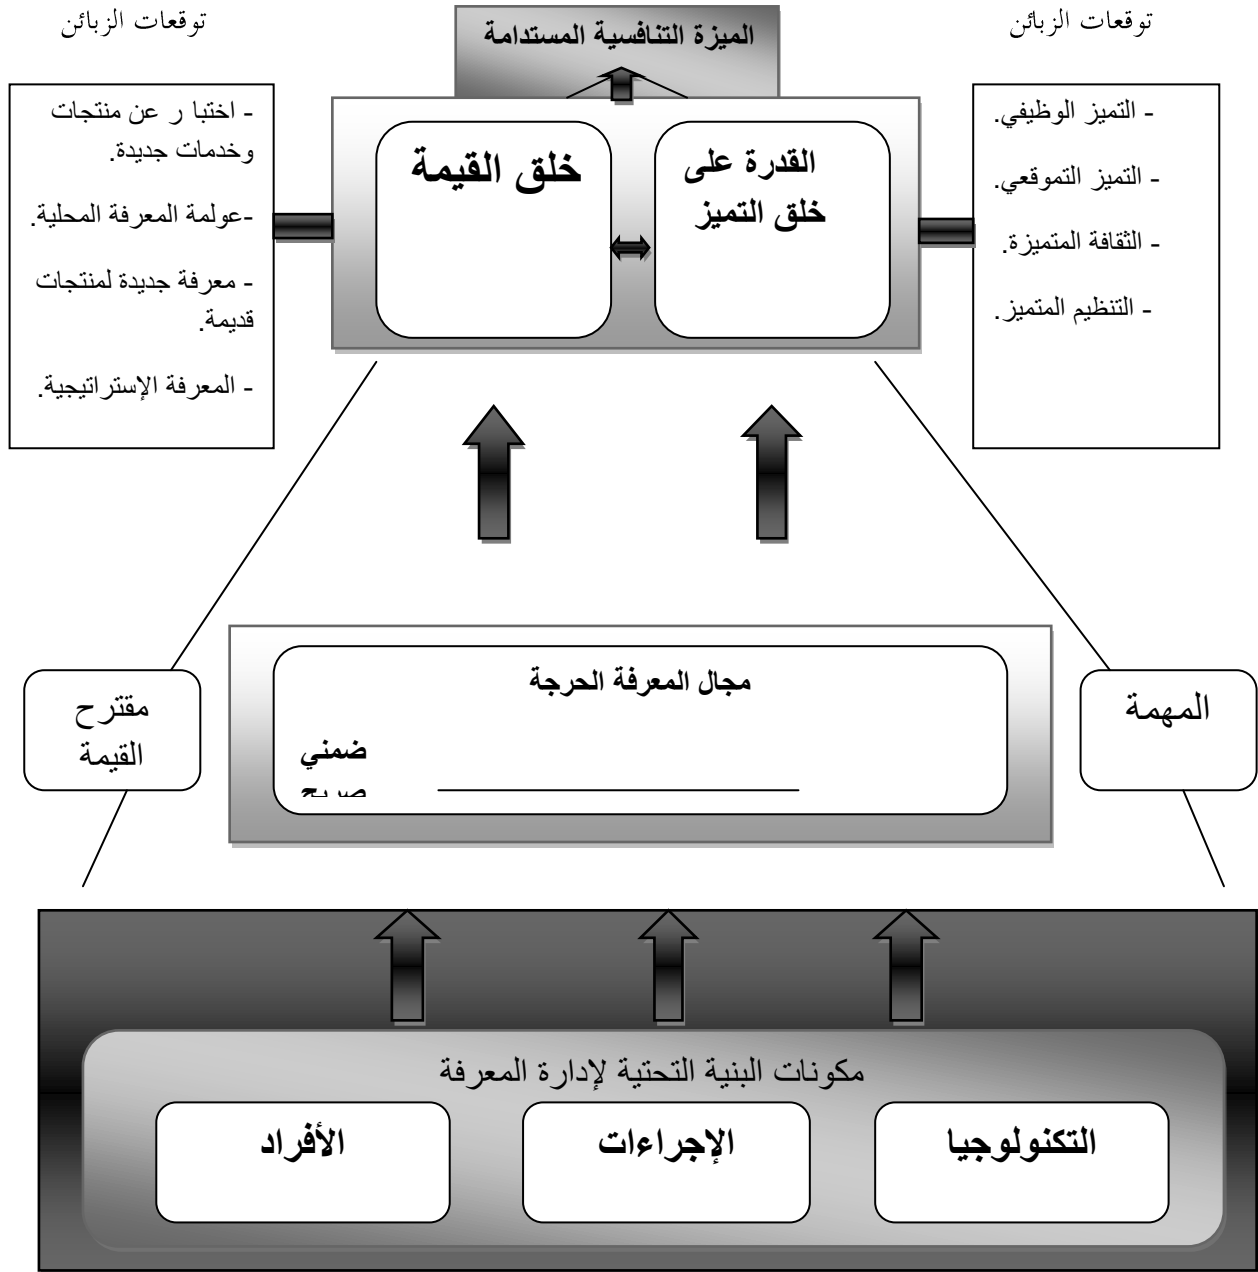 توقعات الزبائن
الميزة التنافسية المستدامة
توقعات الزبائن
- التميز الوظيفي.
- التميز التموقعي.
- الثقافة المتميزة.
- التنظيم المتميز.
القدرة على
خلق التميز
خلق القيمة
- اختبا ر عن منتجات
وخدمات جديدة.
-عولمة المعرفة المحلية.
- معرفة جديدة لمنتجات
قديمة.
- المعرفة الإستراتيجية.
المهمة
مجال المعرفة الحرجة
ضمني
صريح
مقترح
القيمة
مكونات البنية التحتية لإدارة المعرفة
التكنولوجيا
الإجراءات
الأفراد